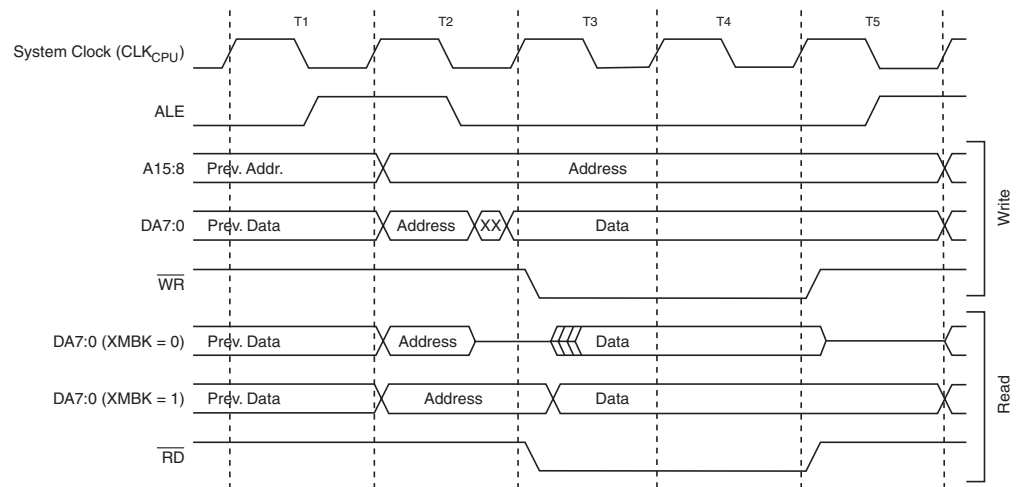 T1 T2 T3 T4 T5
System Clock (CLKCPU)
ALE
A15:8 Prev. Addr. Address
DA7:0 Prev. Data Address XX Data
WR
Write
DA7:0 (XMBK = 0) Prev. Data Address Data
DA7:0 (XMBK = 1) Prev. Data Address Data
RD
Read